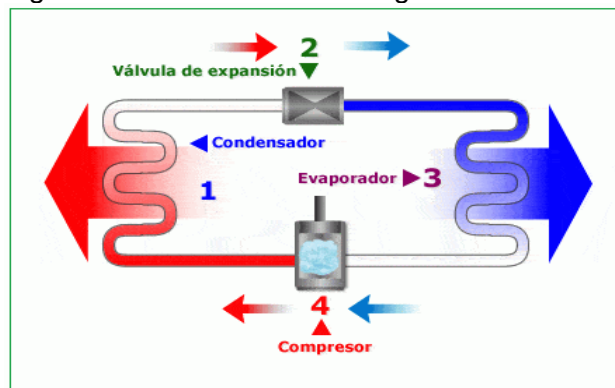 2
Válvula de expansión
Condensador
1
Evaporador 3
4
Compresor